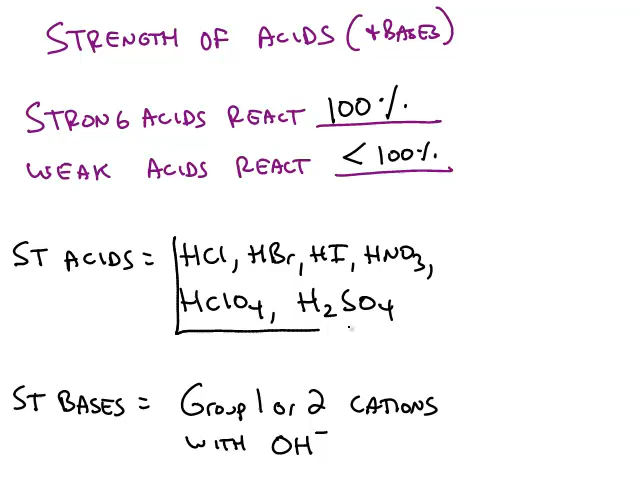 STRENGTH OF ACIDS (+ BASES)
STRONG ACIDS REACT 100%.
WEAK ACIDS REACT < 100%.
ST ACIDS = HCl, HBr, HI, HNO3,
HClO4, H2SO4
ST BASES = Group 1 or 2 CATIONS
WITH OH⁻